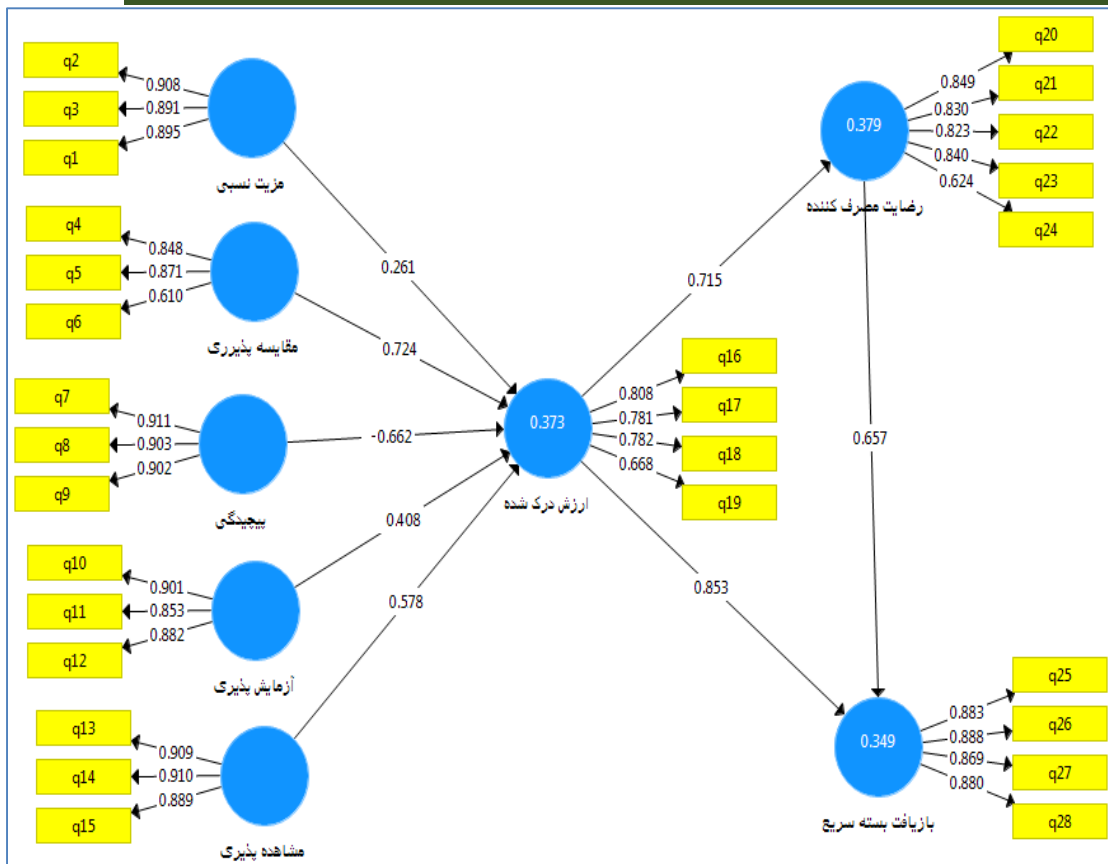 q2
q3
q1
0.908
0.891
0.895
مزیت نسبی
q4
q5
q6
0.848
0.871
0.610
مقایسه پذیرری
q7
q8
q9
0.911
0.903
0.902
پیچیدگی
q10
q11
q12
0.901
0.853
0.882
آزمایش پذیری
q13
q14
q15
0.909
0.910
0.889
مشاهده پذیری
0.261
0.724
-0.662
0.408
0.578
0.373
ارزش درک شده
0.808
0.781
0.782
0.668
q16
q17
q18
q19
0.715
0.853
0.657
0.379
رضایت مصرف کننده
0.849
0.830
0.823
0.840
0.624
q20
q21
q22
q23
q24
0.349
بازیافت بسته سریع
0.883
0.888
0.869
0.880
q25
q26
q27
q28